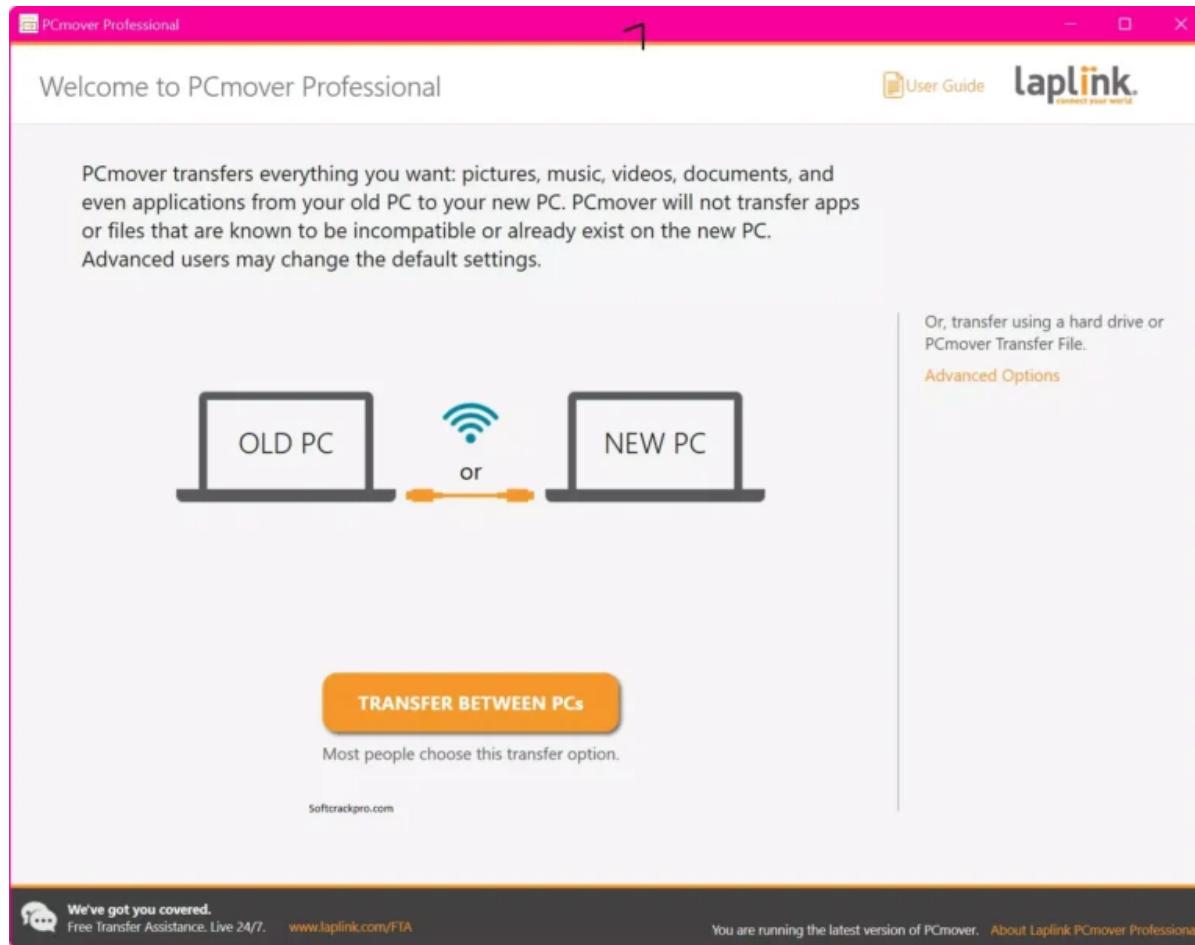 PCmover Professional
Welcome to PCmover Professional
User Guide
laplink.
connect your world
PCmover transfers everything you want: pictures, music, videos, documents, and
even applications from your old PC to your new PC. PCmover will not transfer apps
or files that are known to be incompatible or already exist on the new PC.
Advanced users may change the default settings.
Or, transfer using a hard drive or
PCmover Transfer File.
Advanced Options
OLD PC
or
NEW PC
TRANSFER BETWEEN PCs
Most people choose this transfer option.
Softcrackpro.com
We've got you covered.
Free Transfer Assistance. Live 24/7. www.laplink.com/FTA
You are running the latest version of PCmover. About Laplink PCmover Professional